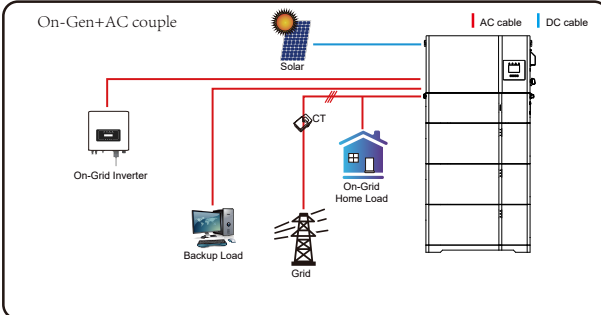 On-Gen+AC couple
AC cable
DC cable
Solar
CT
On-Grid Inverter
On-Grid
Home Load
Backup Load
Grid